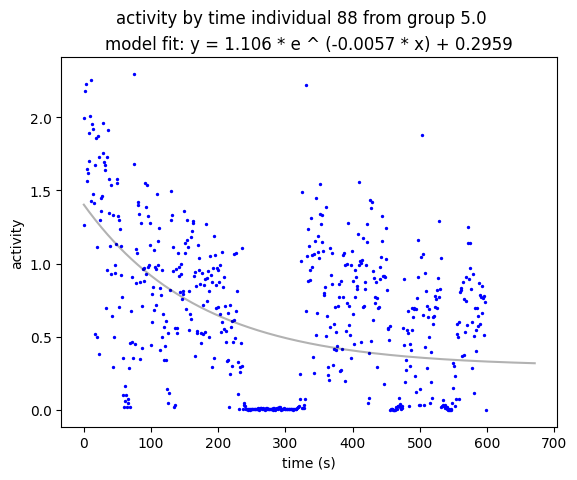 activity by time individual 88 from group 5.0
model fit: y = 1.106 * e ^ (-0.0057 * x) + 0.2959
2.0
1.5
1.0
0.5
0.0
activity
0 100 200 300 400 500 600 700
time (s)